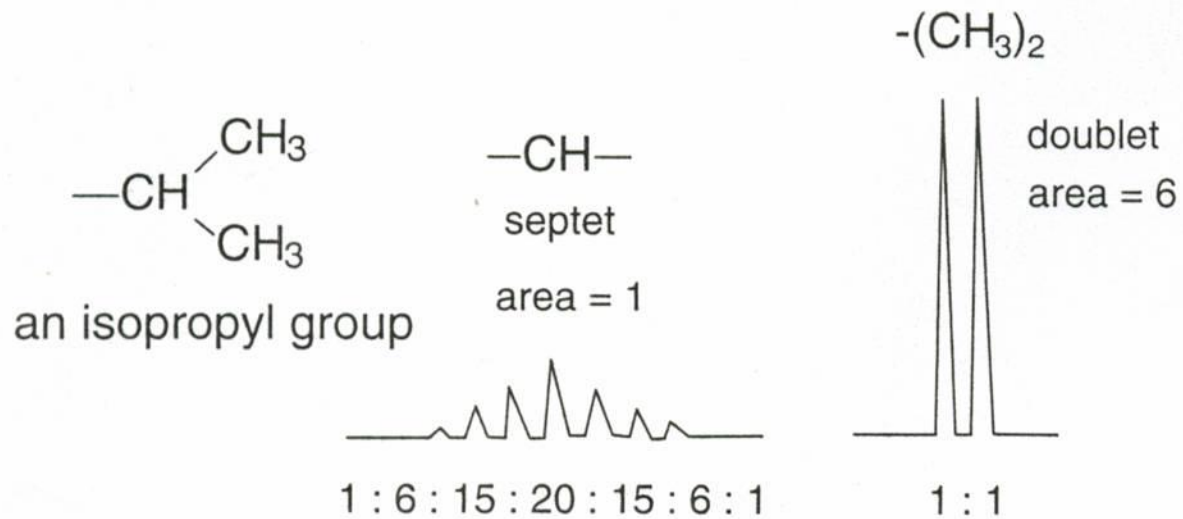 -(CH₃)₂
CH₃
—CH
CH₃
an isopropyl group
—CH—
septet
area = 1
doublet
area = 6
1 : 6 : 15 : 20 : 15 : 6 : 1
1 : 1